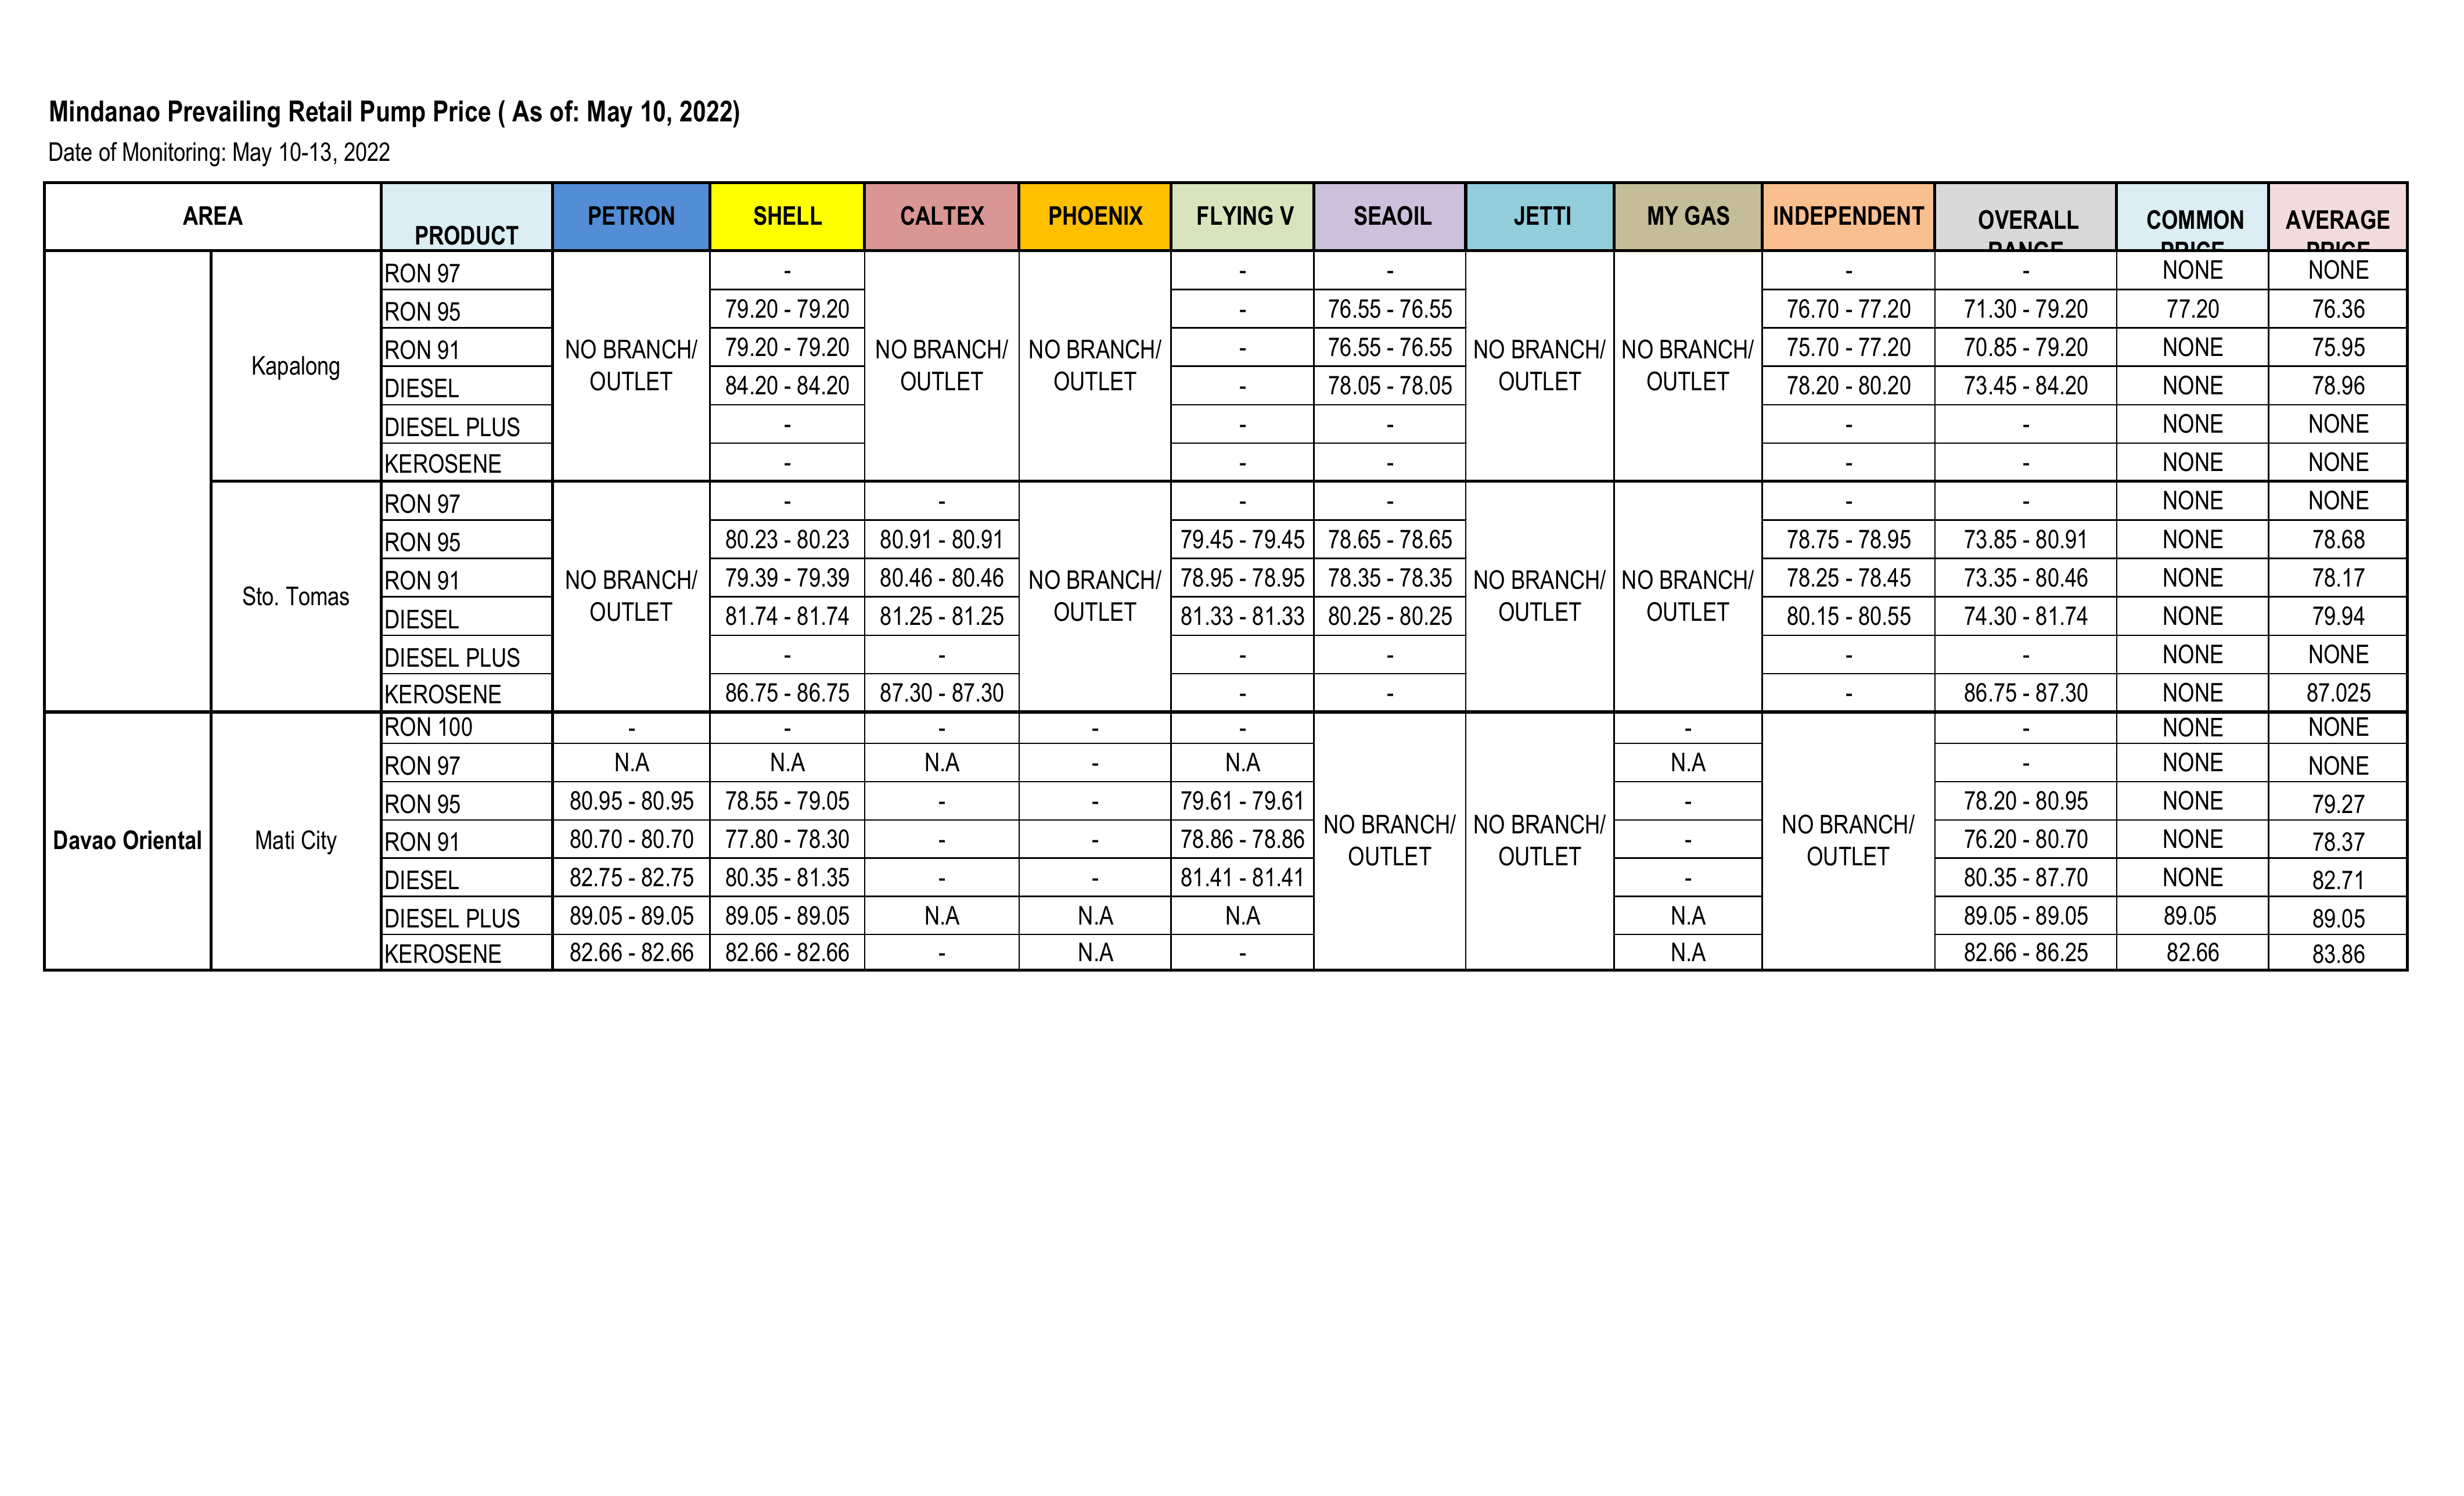 Mindanao Prevailing Retail Pump Price ( As of: May 10, 2022)
Date of Monitoring: May 10-13, 2022
AREA PRODUCT PETRON SHELL CALTEX PHOENIX FLYING V SEAOIL JETTI MY GAS INDEPENDENT OVERALL RANGE COMMON PRICE AVERAGE PRICE
Kapalong
NO BRANCH/ OUTLET NO BRANCH/ OUTLET NO BRANCH/ OUTLET NO BRANCH/ OUTLET NO BRANCH/ OUTLET
RON 97 - - - - - NONE NONE
RON 95 79.20 - 79.20 - 76.55 - 76.55 76.70 - 77.20 71.30 - 79.20 77.20 76.36
RON 91 79.20 - 79.20 - 76.55 - 76.55 75.70 - 77.20 70.85 - 79.20 NONE 75.95
DIESEL 84.20 - 84.20 - 78.05 - 78.05 78.20 - 80.20 73.45 - 84.20 NONE 78.96
DIESEL PLUS - - - - - NONE NONE
KEROSENE - - - - - NONE NONE
Sto. Tomas
NO BRANCH/ OUTLET NO BRANCH/ OUTLET NO BRANCH/ OUTLET NO BRANCH/ OUTLET
RON 97 - - - - - - NONE NONE
RON 95 80.23 - 80.23 80.91 - 80.91 79.45 - 79.45 78.65 - 78.65 78.75 - 78.95 73.85 - 80.91 NONE 78.68
RON 91 79.39 - 79.39 80.46 - 80.46 78.95 - 78.95 78.35 - 78.35 78.25 - 78.45 73.35 - 80.46 NONE 78.17
DIESEL 81.74 - 81.74 81.25 - 81.25 81.33 - 81.33 80.25 - 80.25 80.15 - 80.55 74.30 - 81.74 NONE 79.94
DIESEL PLUS - - - - - - NONE NONE
KEROSENE 86.75 - 86.75 87.30 - 87.30 - - - 86.75 - 87.30 NONE 87.025
Davao Oriental Mati City
NO BRANCH/ OUTLET NO BRANCH/ OUTLET NO BRANCH/ OUTLET
RON 100 - - - - - - - NONE NONE
RON 97 N.A N.A N.A - N.A N.A - NONE NONE
RON 95 80.95 - 80.95 78.55 - 79.05 - - 79.61 - 79.61 - 78.20 - 80.95 NONE 79.27
RON 91 80.70 - 80.70 77.80 - 78.30 - - 78.86 - 78.86 - 76.20 - 80.70 NONE 78.37
DIESEL 82.75 - 82.75 80.35 - 81.35 - - 81.41 - 81.41 - 80.35 - 87.70 NONE 82.71
DIESEL PLUS 89.05 - 89.05 89.05 - 89.05 N.A N.A N.A N.A 89.05 - 89.05 89.05 89.05
KEROSENE 82.66 - 82.66 82.66 - 82.66 - N.A - N.A 82.66 - 86.25 82.66 83.86